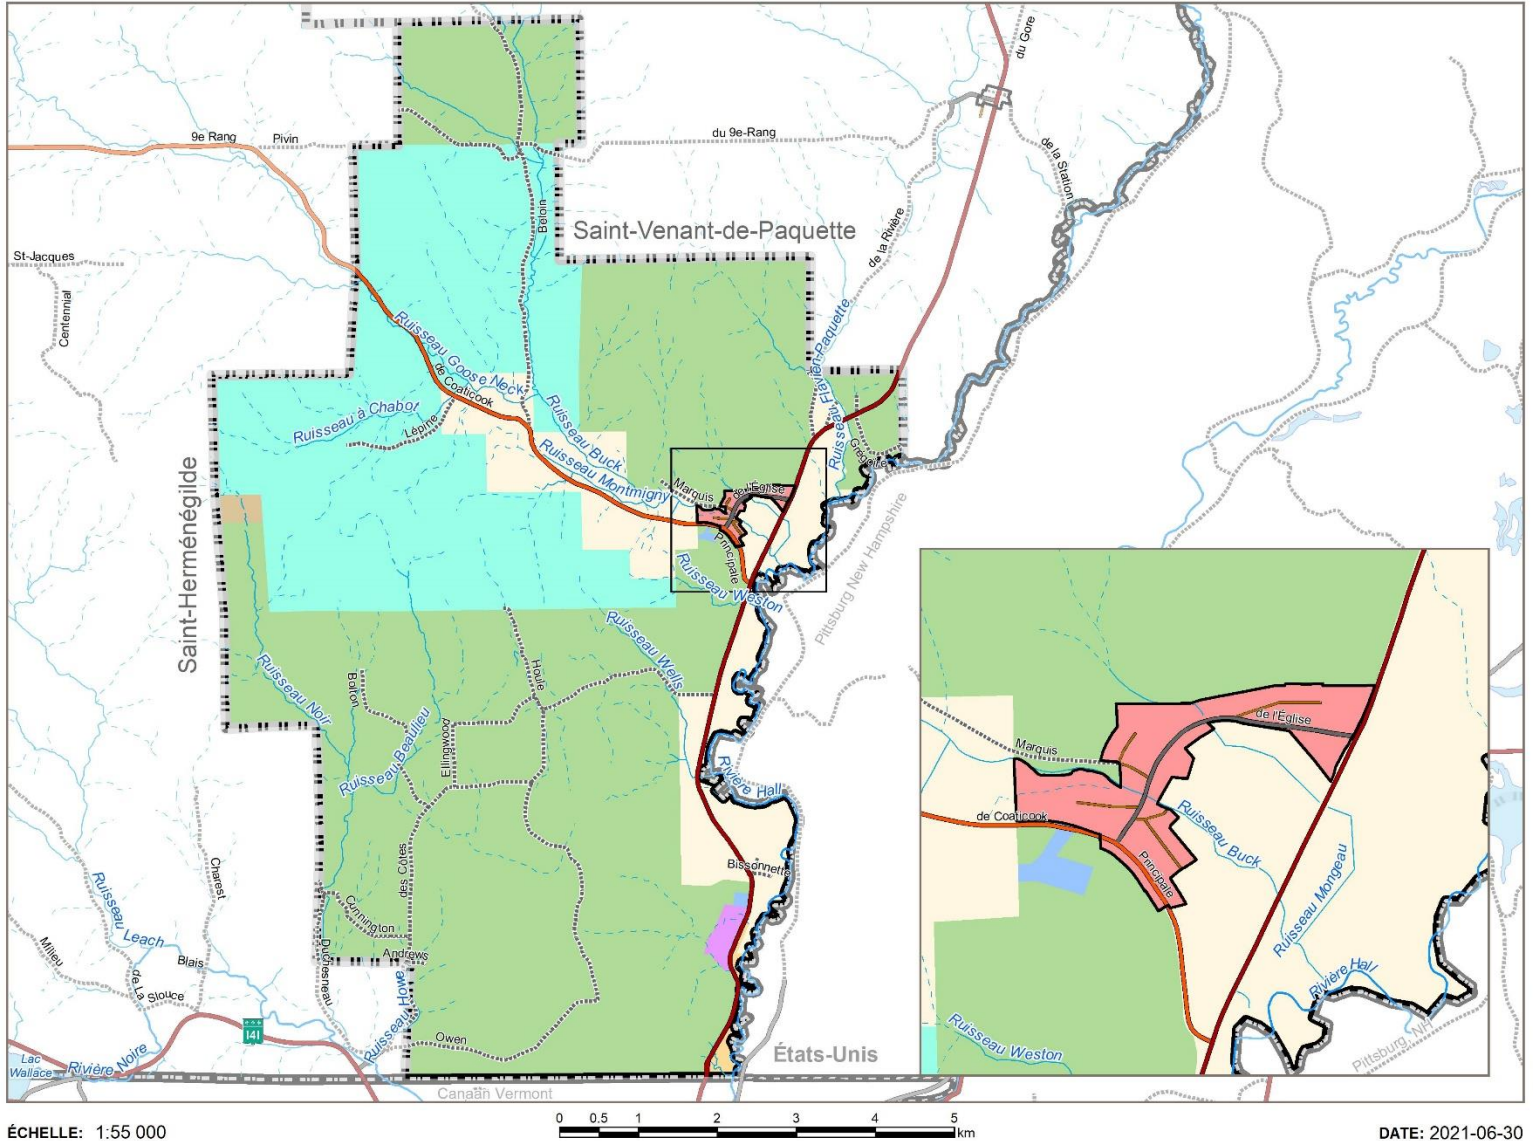 du Gore
9e Rang
Pivin
du 9e-Rang
de la Station
Beloin
Saint-Venant-de-Paquette
de la Rivière
St-Jacques
Centennial
Ruisseau Flavien-Paquette
Ruisseau Goose Neck
de Coaticook
Ruisseau à Chabot
Lépine
Ruisseau Buck
Ruisseau Montmigny
Grégoire
Marquis
de l'Église
Principale
Saint-Herménégilde
Ruisseau Weston
Pittsburg New Hampshire
Ruisseau Wells
Ruisseau Noir
Bolton
Houle
Ruisseau Beaulieu
Ellingwood
Rivière Hall
Bissonnette
des Côtes
Charest
Cunnington
Andrews
Duchesneau
Ruisseau Howe
Ruisseau Leach
Milieu
Blais
de La Slouce
141
Owen
Lac
Wallace
Rivière Noire
États-Unis
Canaan Vermont
de l'Église
Marquis
de Coaticook
Ruisseau Buck
Principale
Ruisseau Mongeau
Rivière Hall
Ruisseau Weston
Pittsburg, NH
ÉCHELLE: 1:55 000
0 0.5 1 2 3 4 5
km
DATE: 2021-06-30